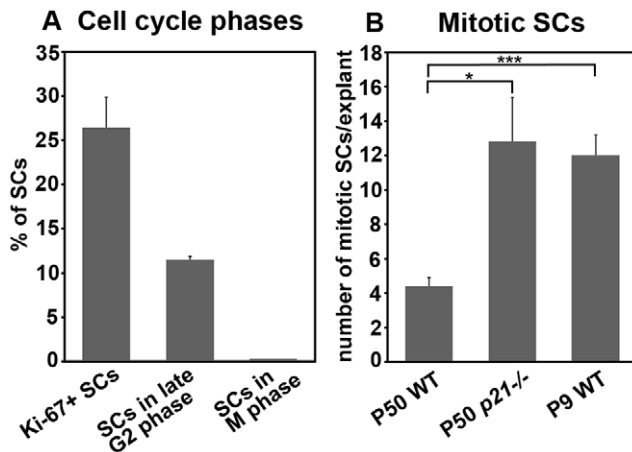 A Cell cycle phases
% of SCs
35
30
25
20
15
10
5
0
Ki-67+ SCs
SCs in late
G2 phase
SCs in
M phase
B Mitotic SCs
number of mitotic SCs/explant
18
16
14
12
10
8
6
4
2
0
***
*
P50 WT
P50 p21-/-
P9 WT